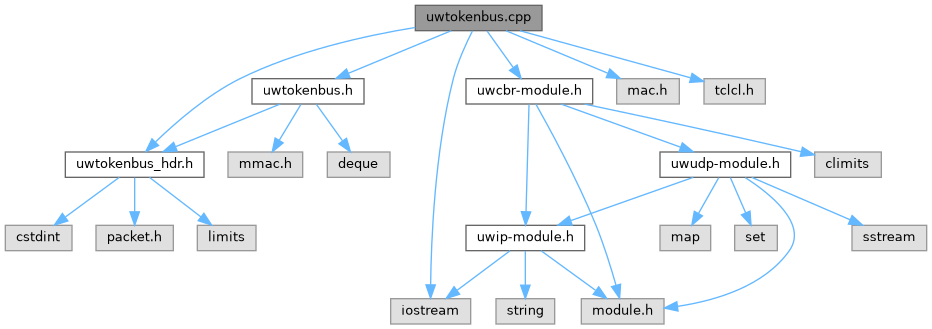 uwtokenbus.cpp
uwtokenbus.h
uwcbr-module.h
mac.h
tclcl.h
uwtokenbus_hdr.h
mmac.h
deque
uwudp-module.h
climits
cstdint
packet.h
limits
uwip-module.h
map
set
sstream
iostream
string
module.h